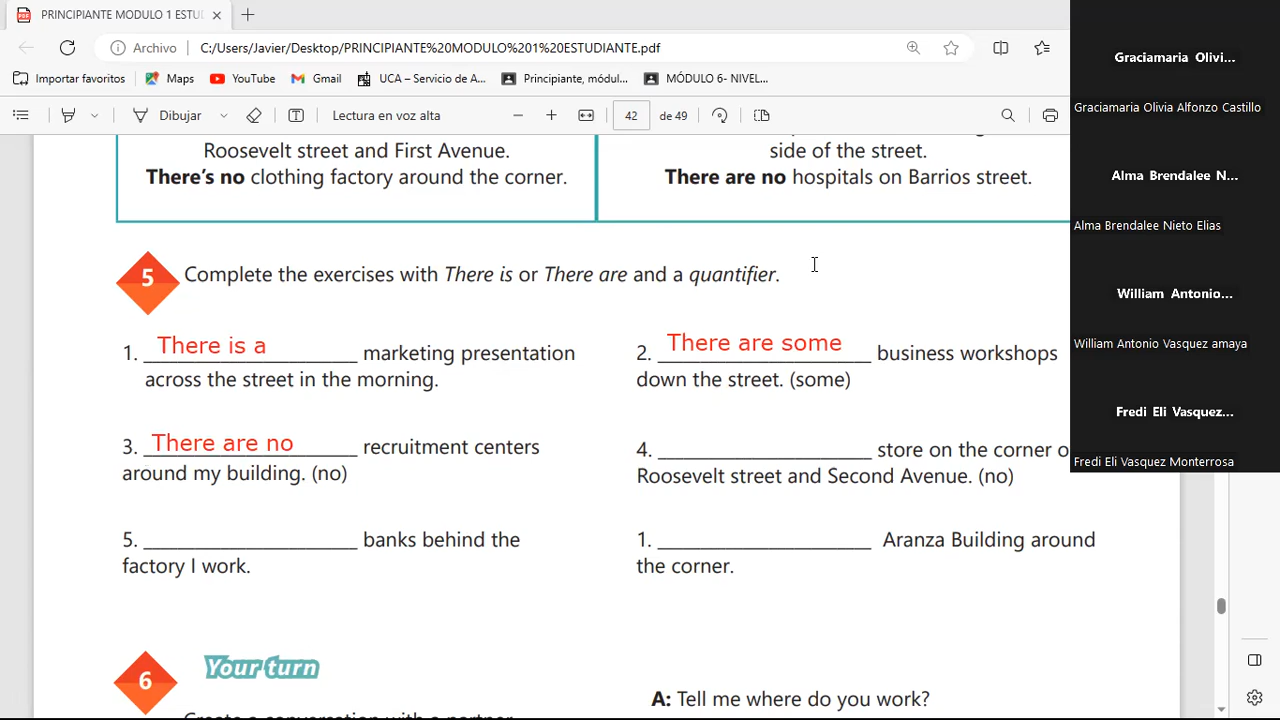 PRINCIPIANTE MODULO 1 ESTU
Archivo C:/Users/Javier/Desktop/PRINCIPIANTE%20MODULO%201%20ESTUDIANTE.pdf
Importar favoritos Maps YouTube Gmail UCA – Servicio de A... Principiante, módul... MÓDULO 6- NIVEL...
Dibujar Lectura en voz alta 42 de 49
Roosevelt street and First Avenue.
There's no clothing factory around the corner.
side of the street.
There are no hospitals on Barrios street.
5 Complete the exercises with There is or There are and a quantifier.
1. There is a marketing presentation
across the street in the morning.
2. There are some business workshops
down the street. (some)
3. There are no recruitment centers
around my building. (no)
4. ____________________ store on the corner o
Roosevelt street and Second Avenue. (no)
5. ____________________ banks behind the
factory I work.
1. ____________________ Aranza Building around
the corner.
6 Your turn
Create a conversation with a partner
A: Tell me where do you work?
Graciamaria Olivi...
Graciamaria Olivia Alfonzo Castillo
Alma Brendalee N...
Alma Brendalee Nieto Elias
William Antonio...
William Antonio Vasquez amaya
Fredi Eli Vasquez...
Fredi Eli Vasquez Monterrosa